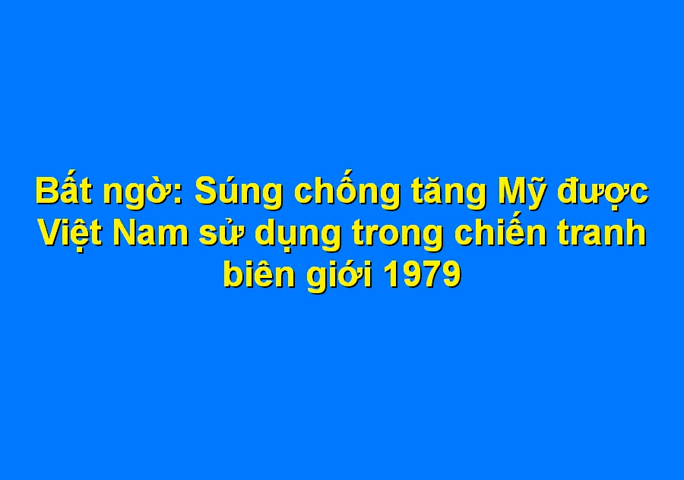 Bất ngờ: Súng chống tăng Mỹ được
Việt Nam sử dụng trong chiến tranh
biên giới 1979